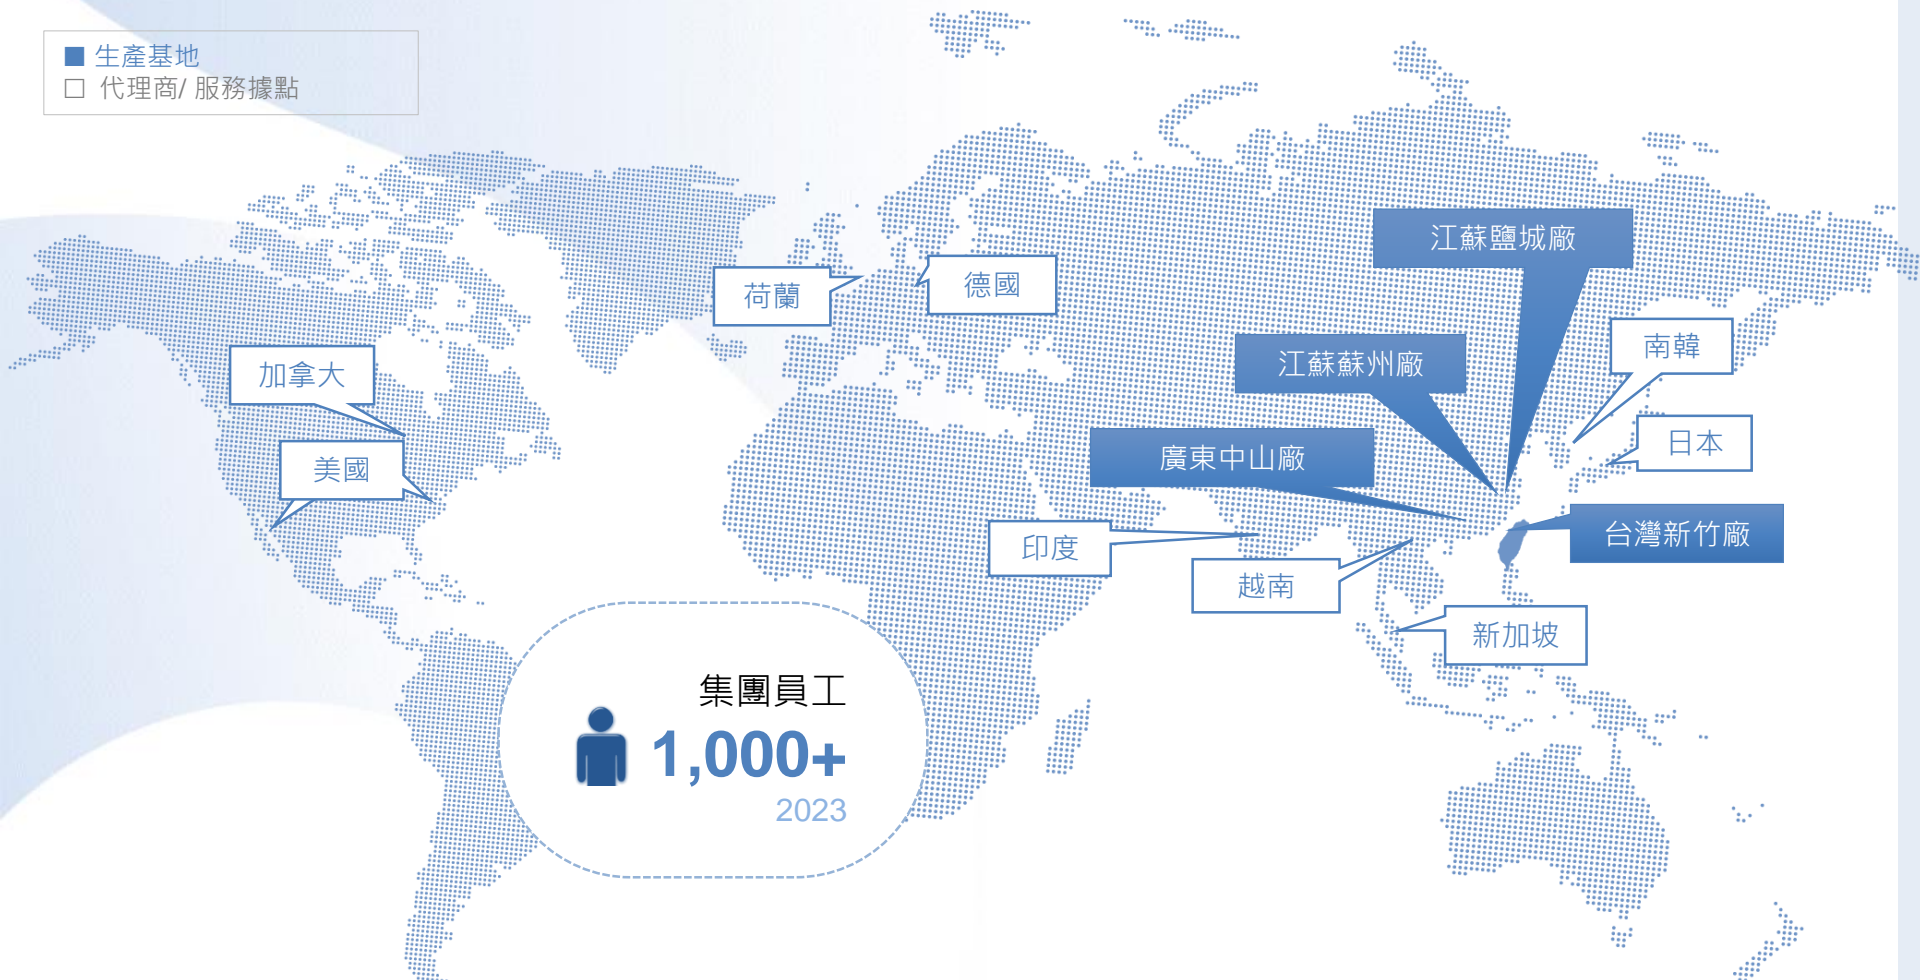 ■ 生產基地
□ 代理商/ 服務據點
江蘇鹽城廠
荷蘭
德國
南韓
加拿大
江蘇蘇州廠
日本
美國
廣東中山廠
台灣新竹廠
印度
越南
新加坡
集團員工
1,000+
2023